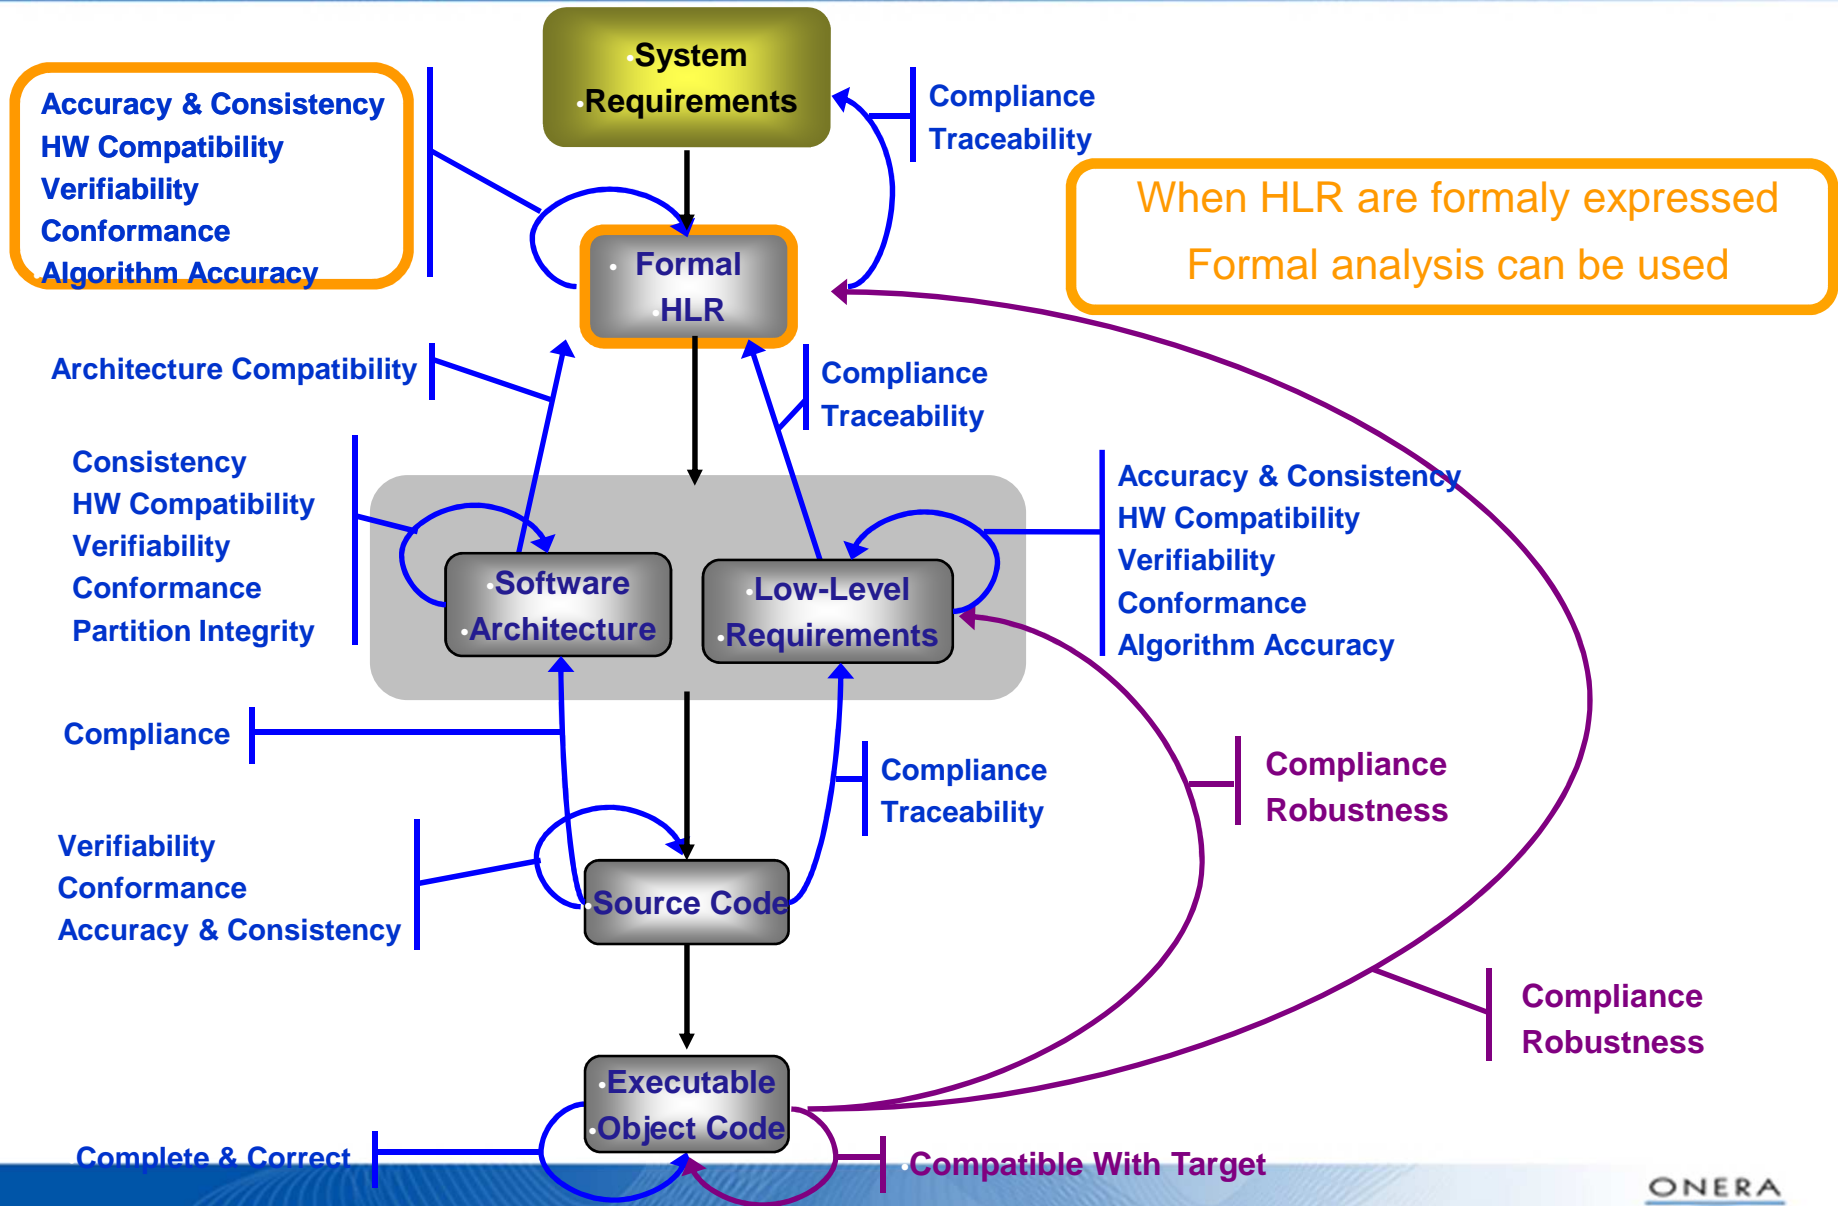 System
Requirements
Accuracy & Consistency
HW Compatibility
Verifiability
Conformance
Algorithm Accuracy
Compliance
Traceability
When HLR are formaly expressed
Formal analysis can be used
Formal
HLR
Architecture Compatibility
Compliance
Traceability
Consistency
HW Compatibility
Verifiability
Conformance
Partition Integrity
Accuracy & Consistency
HW Compatibility
Verifiability
Conformance
Algorithm Accuracy
Software
Architecture
Low-Level
Requirements
Compliance
Compliance
Traceability
Compliance
Robustness
Verifiability
Conformance
Accuracy & Consistency
Source Code
Compliance
Robustness
Executable
Object Code
Complete & Correct
Compatible With Target
ONERA